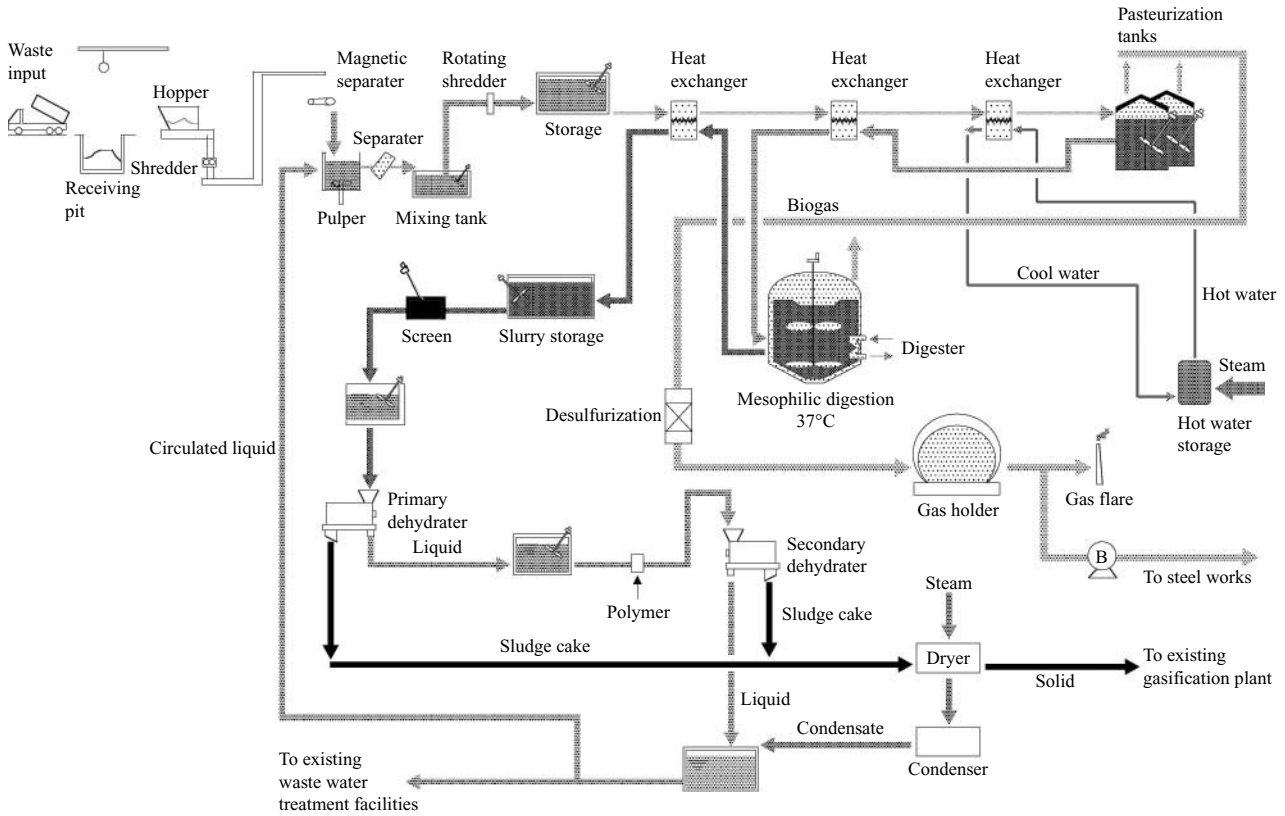 Waste
input
Hopper
Shredder
Receiving
pit
Magnetic
separater
Separater
Pulper
Rotating
shredder
Mixing tank
Storage
Heat
exchanger
Heat
exchanger
Heat
exchanger
Pasteurization
tanks
Biogas
Cool water
Hot water
Steam
Hot water
storage
Screen
Slurry storage
Digester
Mesophilic digestion
37°C
Desulfurization
Circulated liquid
Gas holder
Gas flare
B
To steel works
Primary
dehydrater
Liquid
Polymer
Secondary
dehydrater
Sludge cake
Sludge cake
Steam
Dryer
Solid
To existing
gasification plant
Liquid
Condensate
Condenser
To existing
waste water
treatment facilities